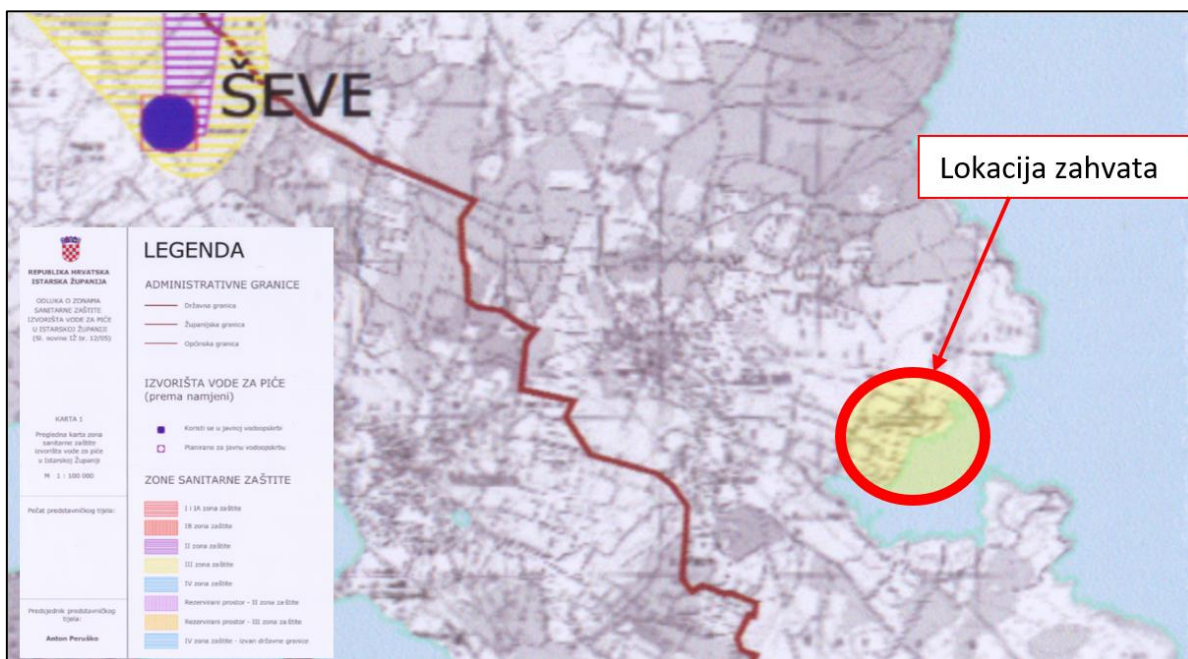 ŠEVE
Lokacija zahvata
REPUBLIKA HRVATSKA
ISTARSKA ŽUPANIJA
ODLUKA O ZONAMA
SANITARNE ZAŠTITE
IZVORIŠTA VODE ZA PIĆE
U ISTARSKOJ ŽUPANIJI
(Sl. novine IŽ br. 12/05)
KARTA 1
Pregledna karta zona
sanitarne zaštite
izvorišta vode za piće
u Istarskoj Županiji
M 1 : 100 000
Pečat predstavničkog tijela:
Predsjednik predstavničkog
tijela:
Anton Peruško
LEGENDA
ADMINISTRATIVNE GRANICE
Državna granica
Županijska granica
Općinska granica
IZVORIŠTA VODE ZA PIĆE
(prema namjeni)
Koristi se u javnoj vodoopskrbi
Planirano za javnu vodoopskrbu
ZONE SANITARNE ZAŠTITE
I i IA zona zaštite
IB zona zaštite
II zona zaštite
III zona zaštite
IV zona zaštite
Rezervirani prostor - II zone zaštite
Rezervirani prostor - III zone zaštite
IV zona zaštite - izvan državne granice